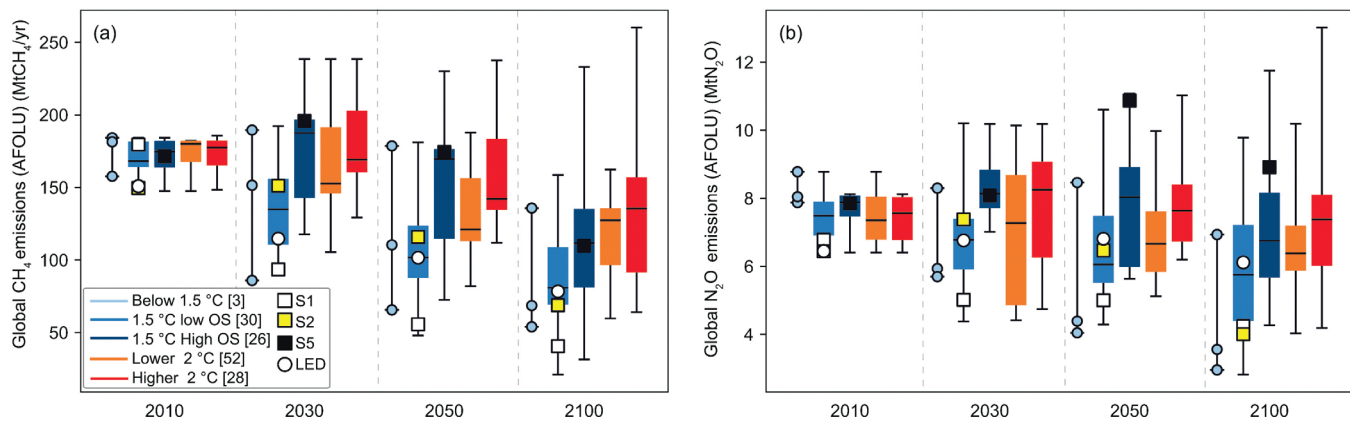 (a)
Global CH₄ emissions (AFOLU) (MtCH₄/yr)
250
200
150
100
50
Below 1.5 °C [3]
1.5 °C low OS [30]
1.5 °C High OS [26]
Lower 2 °C [52]
Higher 2 °C [28]
S1
S2
S5
LED
2010
2030
2050
2100
(b)
Global N₂O emissions (AFOLU) (MtN₂O)
12
10
8
6
4
2010
2030
2050
2100